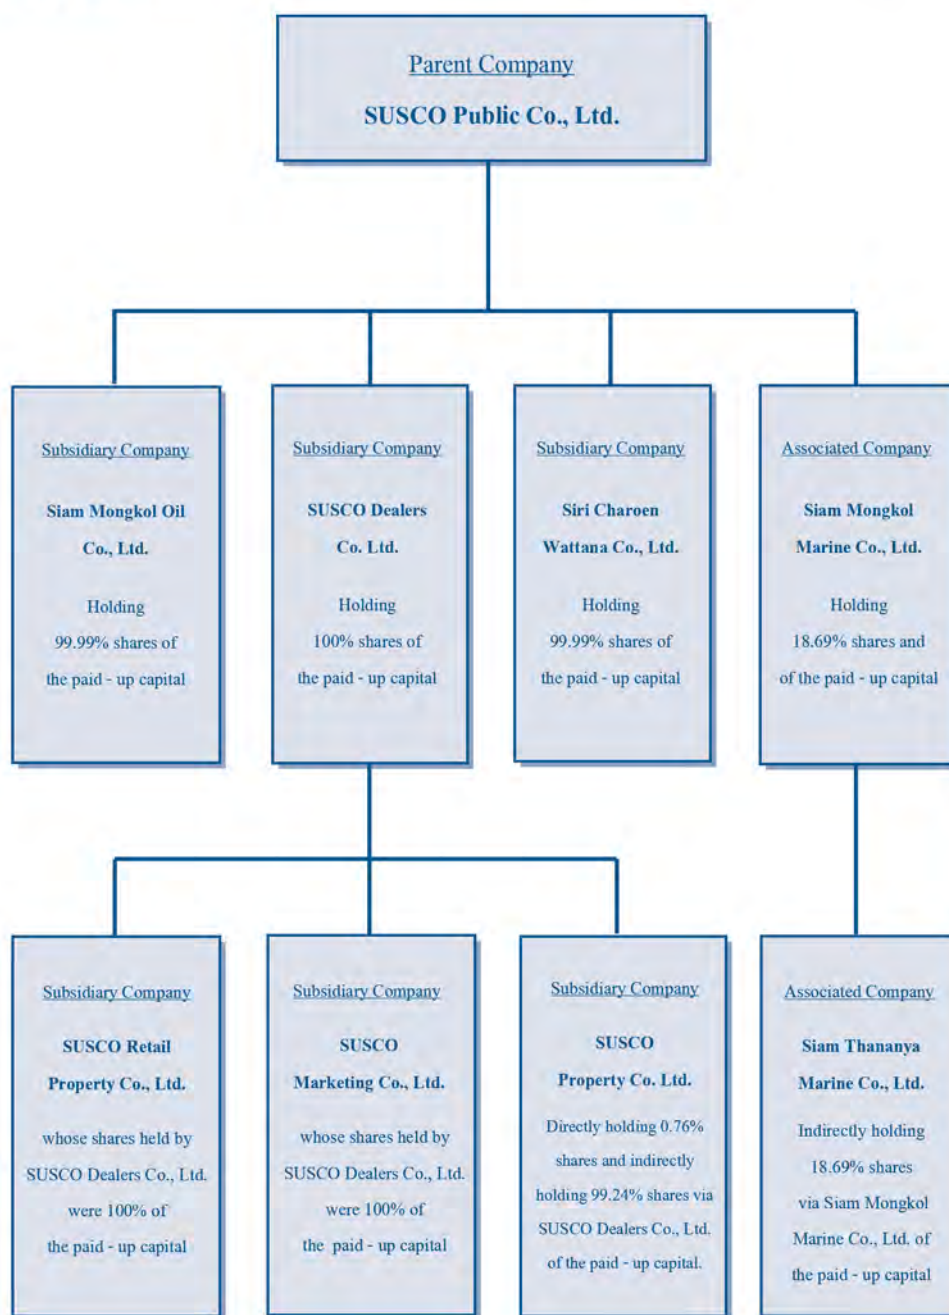 Parent Company
SUSCO Public Co., Ltd.
Subsidiary Company
Siam Mongkol Oil
Co., Ltd.
Holding
99.99% shares of
the paid - up capital
Subsidiary Company
SUSCO Dealers
Co. Ltd.
Holding
100% shares of
the paid - up capital
Subsidiary Company
Siri Charoen
Wattana Co., Ltd.
Holding
99.99% shares of
the paid - up capital
Associated Company
Siam Mongkol
Marine Co., Ltd.
Holding
18.69% shares and
of the paid - up capital
Subsidiary Company
SUSCO Retail
Property Co., Ltd.
whose shares held by
SUSCO Dealers Co., Ltd.
were 100% of
the paid - up capital
Subsidiary Company
SUSCO
Marketing Co., Ltd.
whose shares held by
SUSCO Dealers Co., Ltd.
were 100% of
the paid - up capital
Subsidiary Company
SUSCO
Property Co. Ltd.
Directly holding 0.76%
shares and indirectly
holding 99.24% shares via
SUSCO Dealers Co., Ltd.
of the paid - up capital.
Associated Company
Siam Thananya
Marine Co., Ltd.
Indirectly holding
18.69% shares
via Siam Mongkol
Marine Co., Ltd. of
the paid - up capital